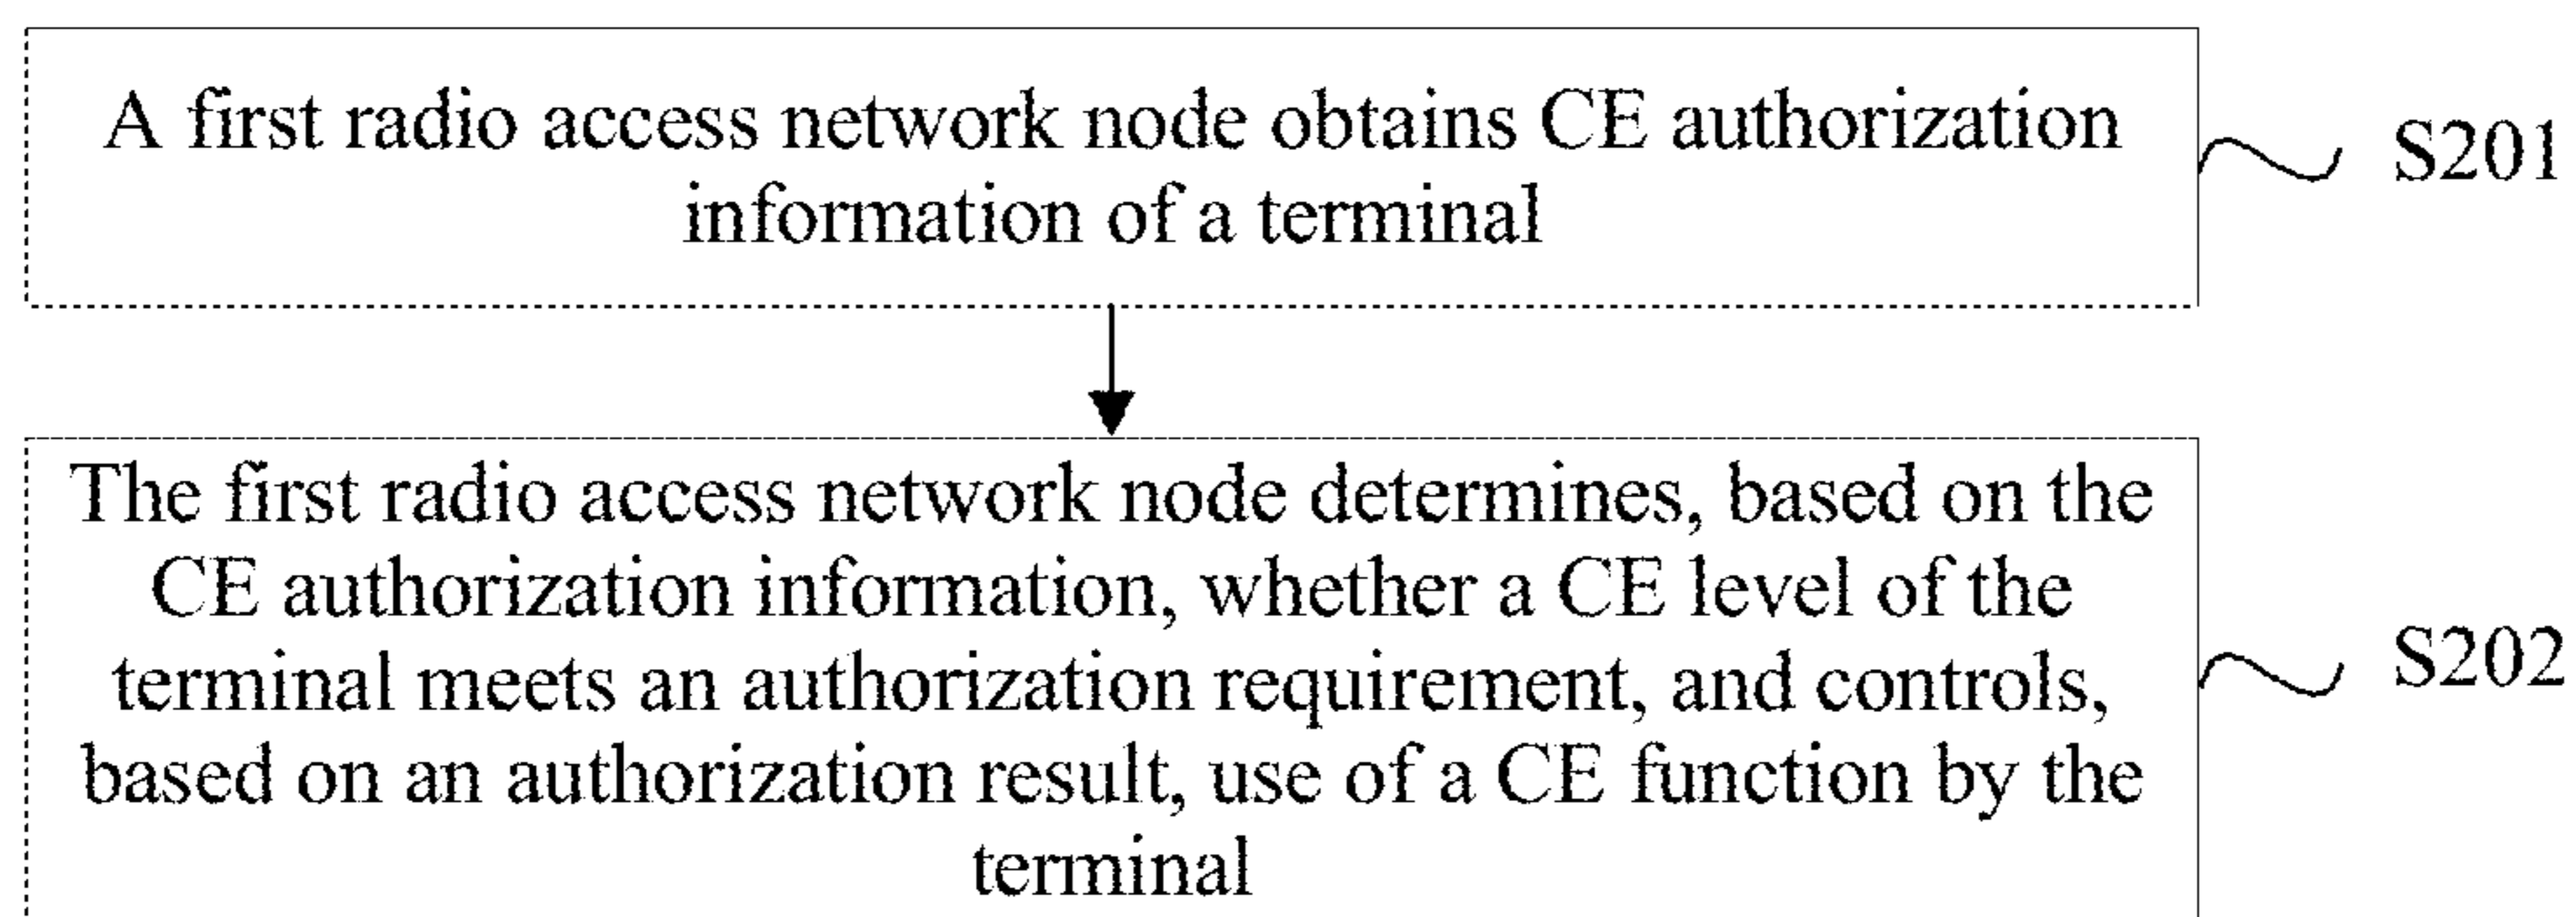 A first radio access network node obtains CE authorization
information of a terminal
S201
The first radio access network node determines, based on the
CE authorization information, whether a CE level of the
terminal meets an authorization requirement, and controls,
based on an authorization result, use of a CE function by the
terminal
S202